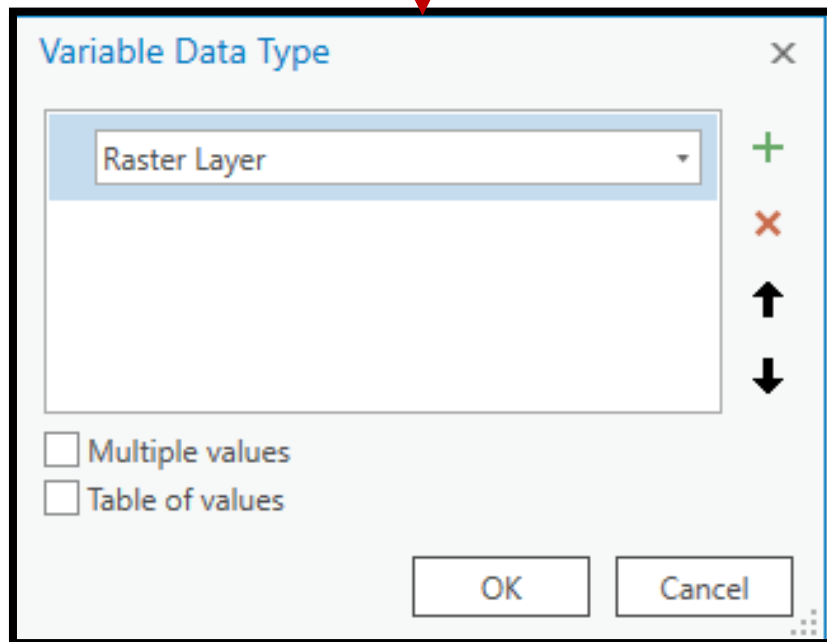 Variable Data Type
Raster Layer
Multiple values
Table of values
OK
Cancel